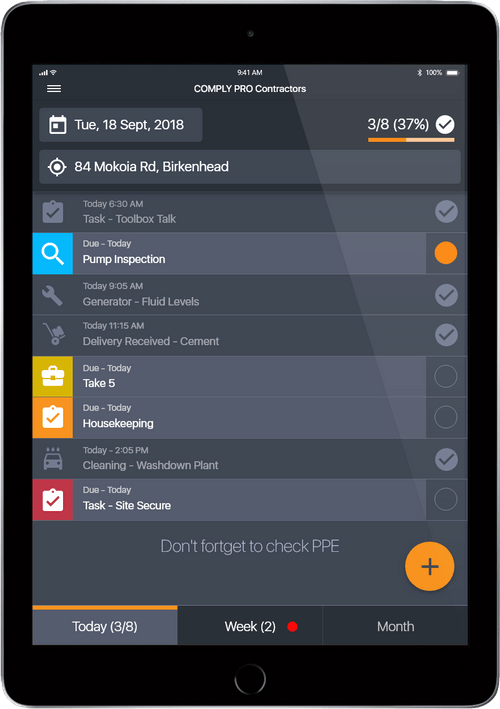 9:41 AM
100%
COMPLY PRO Contractors
Tue, 18 Sept, 2018
3/8 (37%)
84 Mokoia Rd, Birkenhead
Today 6:30 AM
Task - Toolbox Talk
Due - Today
Pump Inspection
Today 9:05 AM
Generator - Fluid Levels
Today 11:15 AM
Delivery Received - Cement
Due - Today
Take 5
Due - Today
Housekeeping
Today - 2:05 PM
Cleaning - Washdown Plant
Due - Today
Task - Site Secure
Don't fortget to check PPE
+
Today (3/8)
Week (2)
Month